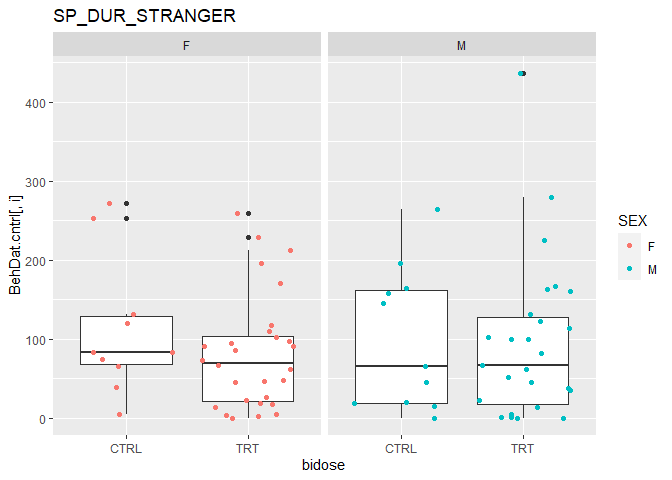 SP_DUR_STRANGER
F
M
BehDat.cntrl[, i]
400
300
200
100
0
CTRL
TRT
CTRL
TRT
bidose
SEX
F
M